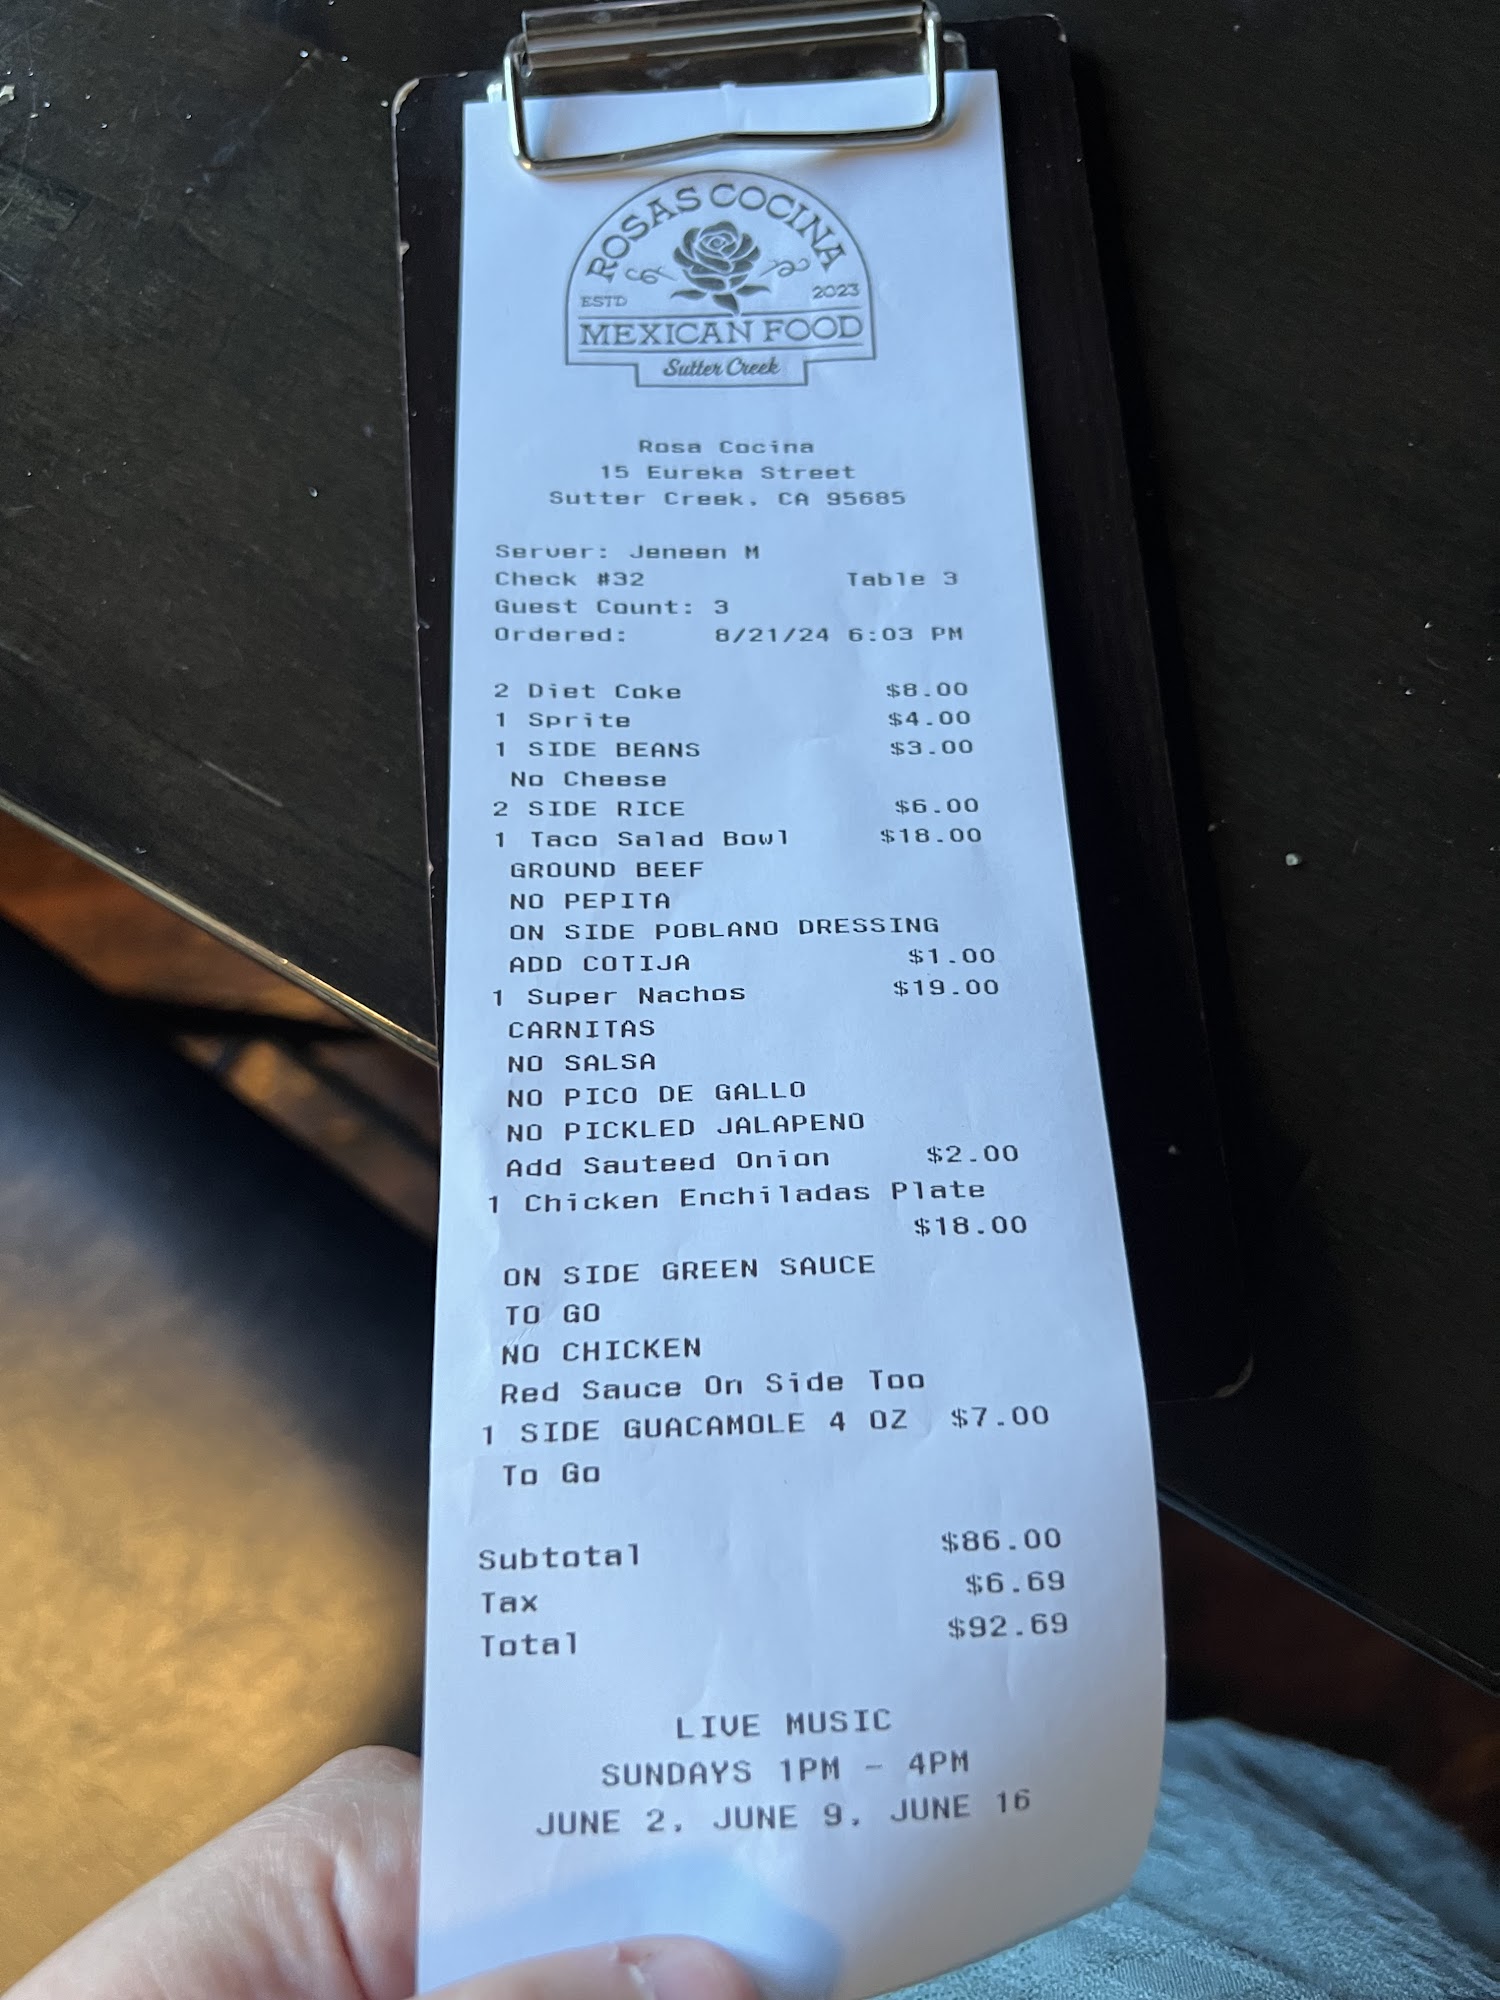 ROSAS COCINA
ESTD 2023
MEXICAN FOOD
Sutter Creek
Rosa Cocina
15 Eureka Street
Sutter Creek, CA 95685
Server: Jeneen M
Check #32 Table 3
Guest Count: 3
Ordered: 8/21/24 6:03 PM
2 Diet Coke $8.00
1 Sprite $4.00
1 SIDE BEANS $3.00
No Cheese
2 SIDE RICE $6.00
1 Taco Salad Bowl $18.00
GROUND BEEF
NO PEPITA
ON SIDE POBLANO DRESSING
ADD COTIJA $1.00
1 Super Nachos $19.00
CARNITAS
NO SALSA
NO PICO DE GALLO
NO PICKLED JALAPENO
Add Sauteed Onion $2.00
1 Chicken Enchiladas Plate
$18.00
ON SIDE GREEN SAUCE
TO GO
NO CHICKEN
Red Sauce On Side Too
1 SIDE GUACAMOLE 4 OZ $7.00
To Go
Subtotal $86.00
Tax $6.69
Total $92.69
LIVE MUSIC
SUNDAYS 1PM - 4PM
JUNE 2, JUNE 9, JUNE 16